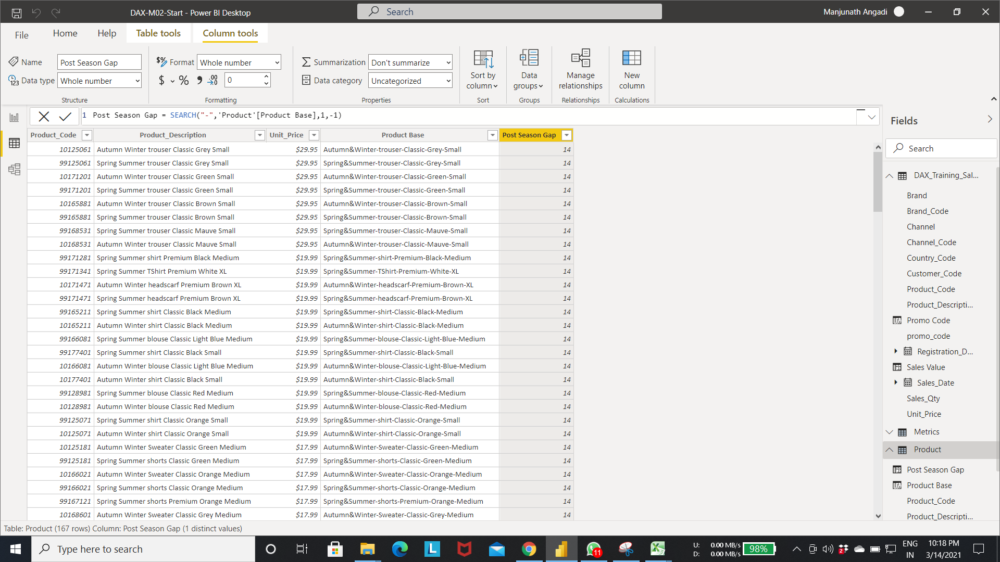 DAX-M02-Start - Power BI Desktop
Search
Manjunath Angadi
File
Home
Help
Table tools
Column tools
Name
Post Season Gap
Data type
Whole number
Structure
Format
Whole number
$ % 9 .00
0
Formatting
Summarization
Don't summarize
Data category
Uncategorized
Properties
Sort by
column
Sort
Data
groups
Groups
Manage
relationships
Relationships
New
column
Calculations
1 Post Season Gap = SEARCH("-",'Product'[Product Base],1,-1)
Product_Code Product_Description Unit_Price Product Base Post Season Gap
10125061 Autumn Winter trouser Classic Grey Small $29.95 Autumn&Winter-trouser-Classic-Grey-Small 14
99125061 Spring Summer trouser Classic Grey Small $29.95 Spring&Summer-trouser-Classic-Grey-Small 14
10171201 Autumn Winter trouser Classic Green Small $29.95 Autumn&Winter-trouser-Classic-Green-Small 14
99171201 Spring Summer trouser Classic Green Small $29.95 Spring&Summer-trouser-Classic-Green-Small 14
10165881 Autumn Winter trouser Classic Brown Small $29.95 Autumn&Winter-trouser-Classic-Brown-Small 14
99165881 Spring Summer trouser Classic Brown Small $29.95 Spring&Summer-trouser-Classic-Brown-Small 14
99168531 Spring Summer trouser Classic Mauve Small $29.95 Spring&Summer-trouser-Classic-Mauve-Small 14
10168531 Autumn Winter trouser Classic Mauve Small $29.95 Autumn&Winter-trouser-Classic-Mauve-Small 14
99171281 Spring Summer shirt Premium Black Medium $19.99 Spring&Summer-shirt-Premium-Black-Medium 14
99171341 Spring Summer TShirt Premium White XL $19.99 Spring&Summer-TShirt-Premium-White-XL 14
10171471 Autumn Winter headscarf Premium Brown XL $19.99 Autumn&Winter-headscarf-Premium-Brown-XL 14
99171471 Spring Summer headscarf Premium Brown XL $19.99 Spring&Summer-headscarf-Premium-Brown-XL 14
99165211 Spring Summer shirt Classic Black Medium $19.99 Spring&Summer-shirt-Classic-Black-Medium 14
10165211 Autumn Winter shirt Classic Black Medium $19.99 Autumn&Winter-shirt-Classic-Black-Medium 14
99166081 Spring Summer blouse Classic Light Blue Medium $19.99 Spring&Summer-blouse-Classic-Light-Blue-Medium 14
99177401 Spring Summer shirt Classic Black Small $19.99 Spring&Summer-shirt-Classic-Black-Small 14
10166081 Autumn Winter blouse Classic Light Blue Medium $19.99 Autumn&Winter-blouse-Classic-Light-Blue-Medium 14
10177401 Autumn Winter shirt Classic Black Small $19.99 Autumn&Winter-shirt-Classic-Black-Small 14
99128981 Spring Summer blouse Classic Red Medium $19.99 Spring&Summer-blouse-Classic-Red-Medium 14
10128981 Autumn Winter blouse Classic Red Medium $19.99 Autumn&Winter-blouse-Classic-Red-Medium 14
99125071 Spring Summer shirt Classic Orange Small $19.99 Spring&Summer-shirt-Classic-Orange-Small 14
10125071 Autumn Winter shirt Classic Orange Small $19.99 Autumn&Winter-shirt-Classic-Orange-Small 14
10125181 Autumn Winter Sweater Classic Green Medium $17.99 Autumn&Winter-Sweater-Classic-Green-Medium 14
99125181 Spring Summer shorts Classic Green Medium $17.99 Spring&Summer-shorts-Classic-Green-Medium 14
10166021 Autumn Winter Sweater Classic Orange Medium $17.99 Autumn&Winter-Sweater-Classic-Orange-Medium 14
99166021 Spring Summer shorts Classic Orange Medium $17.99 Spring&Summer-shorts-Classic-Orange-Medium 14
99167121 Spring Summer shorts Premium Orange Medium $17.99 Spring&Summer-shorts-Premium-Orange-Medium 14
10168601 Autumn Winter Sweater Classic Grey Medium $17.99 Autumn&Winter-Sweater-Classic-Grey-Medium 14
Fields
Search
DAX_Training_Sal...
Brand
Brand_Code
Channel
Channel_Code
Country_Code
Customer_Code
Product_Code
Product_Descripti...
Promo Code
promo_code
Registration_D...
Sales Value
Sales_Date
Sales_Qty
Unit_Price
Metrics
Product
Post Season Gap
Product Base
Product_Code
Product_Descripti...
Table: Product (167 rows) Column: Post Season Gap (1 distinct values)
Type here to search
L
11
U: 0.00 MB/s
D: 0.00 MB/s
98%
2
ENG
IN
10:18 PM
3/14/2021